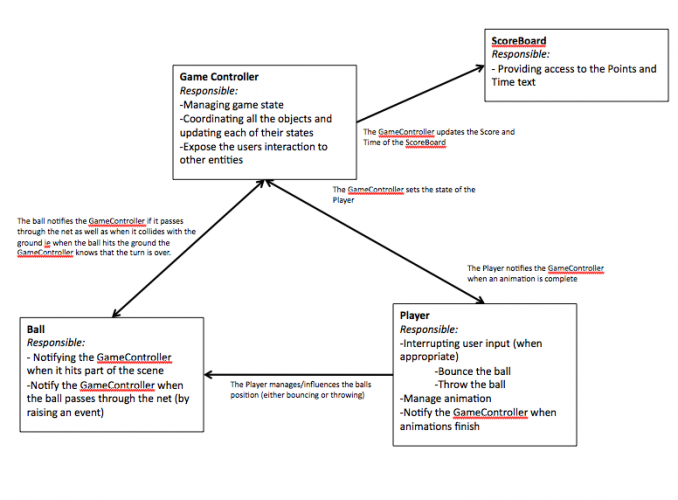 ScoreBoard
Responsible:
- Providing access to the Points and
Time text
Game Controller
Responsible:
-Managing game state
-Coordinating all the objects and
updating each of their states
-Expose the users interaction to
other entities
The GameController updates the Score and
Time of the ScoreBoard
The GameController sets the state of the
Player
The ball notifies the GameController if it passes
through the net as well as when it collides with the
ground ie when the ball hits the ground the
GameController knows that the turn is over.
The Player notifies the GameController
when an animation is complete
Ball
Responsible:
- Notifying the GameController
when it hits part of the scene
-Notify the GameController when
the ball passes through the net (by
raising an event)
The Player manages/influences the balls
position (either bouncing or throwing)
Player
Responsible:
-Interrupting user input (when
appropriate)
-Bounce the ball
-Throw the ball
-Manage animation
-Notify the GameController when
animations finish